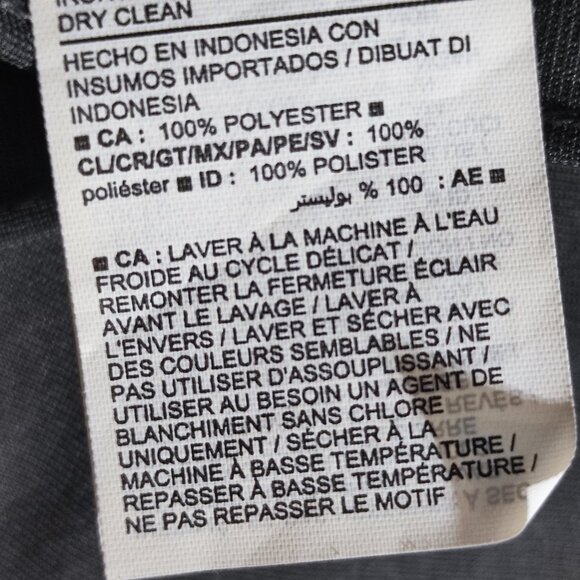 DRY CLEAN
HECHO EN INDONESIA CON
INSUMOS IMPORTADOS / DIBUAT DI
INDONESIA
CA : 100% POLYESTER
CL/CR/GT/MX/PA/PE/SV : 100%
poliéster ID : 100% POLISTER
AE : 100 % بوليستر
CA : LAVER À LA MACHINE À L'EAU
FROIDE AU CYCLE DÉLICAT /
REMONTER LA FERMETURE ÉCLAIR
AVANT LE LAVAGE / LAVER À
L'ENVERS / LAVER ET SÉCHER AVEC
DES COULEURS SEMBLABLES / NE
PAS UTILISER D'ASSOUPLISSANT /
UTILISER AU BESOIN UN AGENT DE
BLANCHIMENT SANS CHLORE
UNIQUEMENT / SÉCHER À LA
MACHINE À BASSE TEMPÉRATURE /
REPASSER À BASSE TEMPÉRATURE /
NE PAS REPASSER LE MOTIF